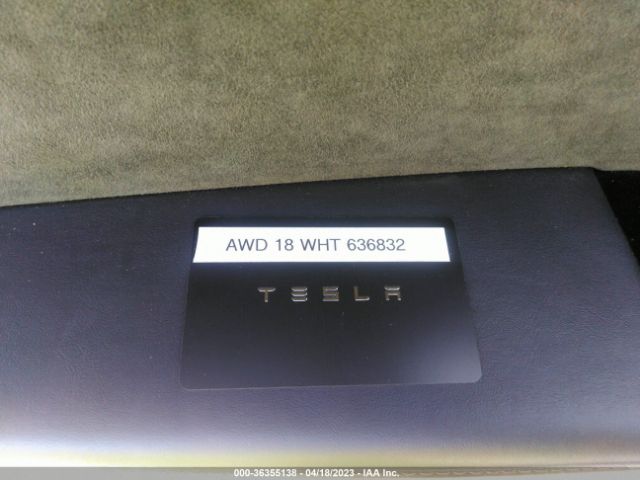 AWD 18 WHT 636832
TESLA
000-36355138 - 04/18/2023 - IAA Inc.